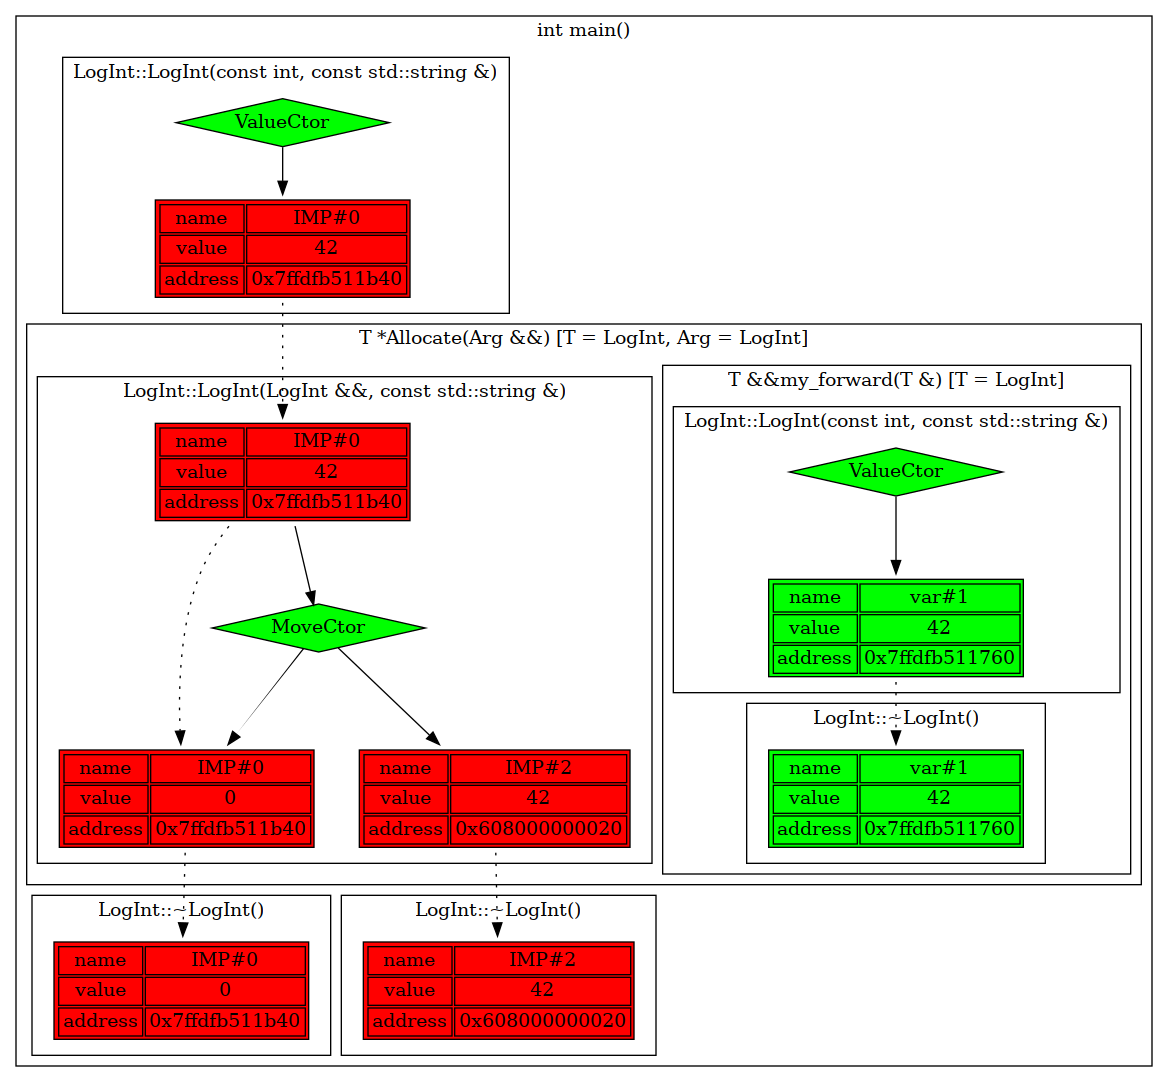 int main()
LogInt::LogInt(const int, const std::string &)
ValueCtor
name IMP#0
value 42
address 0x7ffdfb511b40
T *Allocate(Arg &&) [T = LogInt, Arg = LogInt]
LogInt::LogInt(LogInt &&, const std::string &)
name IMP#0
value 42
address 0x7ffdfb511b40
MoveCtor
name IMP#0
value 0
address 0x7ffdfb511b40
name IMP#2
value 42
address 0x608000000020
T &&my_forward(T &) [T = LogInt]
LogInt::LogInt(const int, const std::string &)
ValueCtor
name var#1
value 42
address 0x7ffdfb511760
LogInt::~LogInt()
name var#1
value 42
address 0x7ffdfb511760
LogInt::~LogInt()
name IMP#0
value 0
address 0x7ffdfb511b40
LogInt::~LogInt()
name IMP#2
value 42
address 0x608000000020